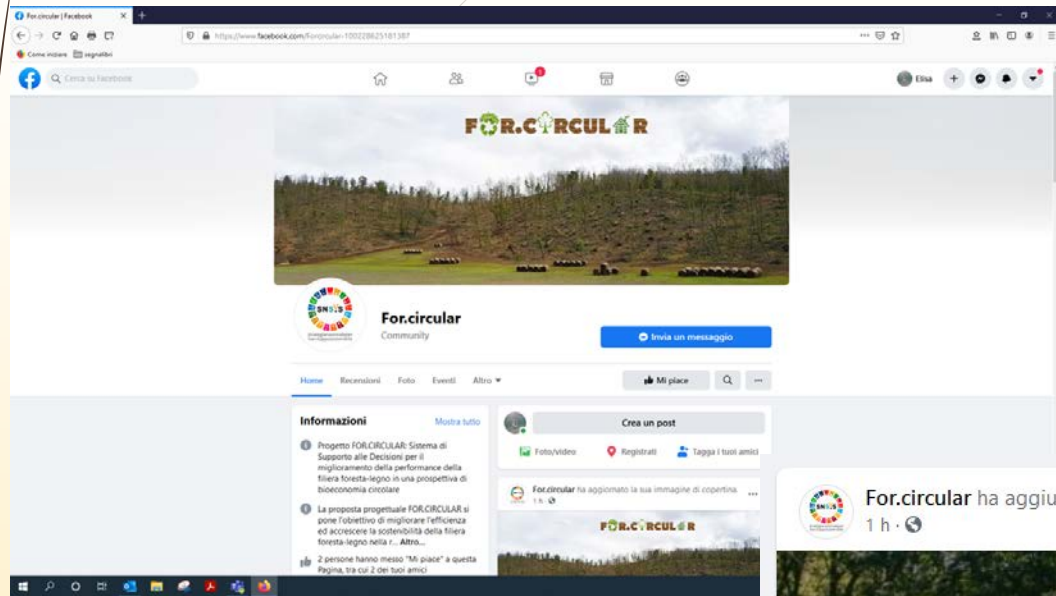 For.circular | Facebook
https://www.facebook.com/Forcircular-100228625181387
Come iniziare segnalibri
Cerca su Facebook
Elisa
FOR.CIRCULAR
SNSVS
For.circular
Community
Invia un messaggio
Home Recensioni Foto Eventi Altro
Mi piace
Informazioni Mostra tutto
Progetto FOR.CIRCULAR: Sistema di
Supporto alle Decisioni per il
miglioramento della performance della
filiera foresta-legno in una prospettiva di
bioeconomia circolare
La proposta progettuale FOR.CIRCULAR si
pone l'obiettivo di migliorare l'efficienza
ed accrescere la sostenibilità della filiera
foresta-legno nella r... Altro...
2 persone hanno messo "Mi piace" a questa
Pagina, tra cui 2 dei tuoi amici
Crea un post
Foto/video Registrati Tagga i tuoi amici
For.circular ha aggiornato la sua immagine di copertina.
1 h
FOR.CIRCULAR
For.circular ha aggiu
1 h